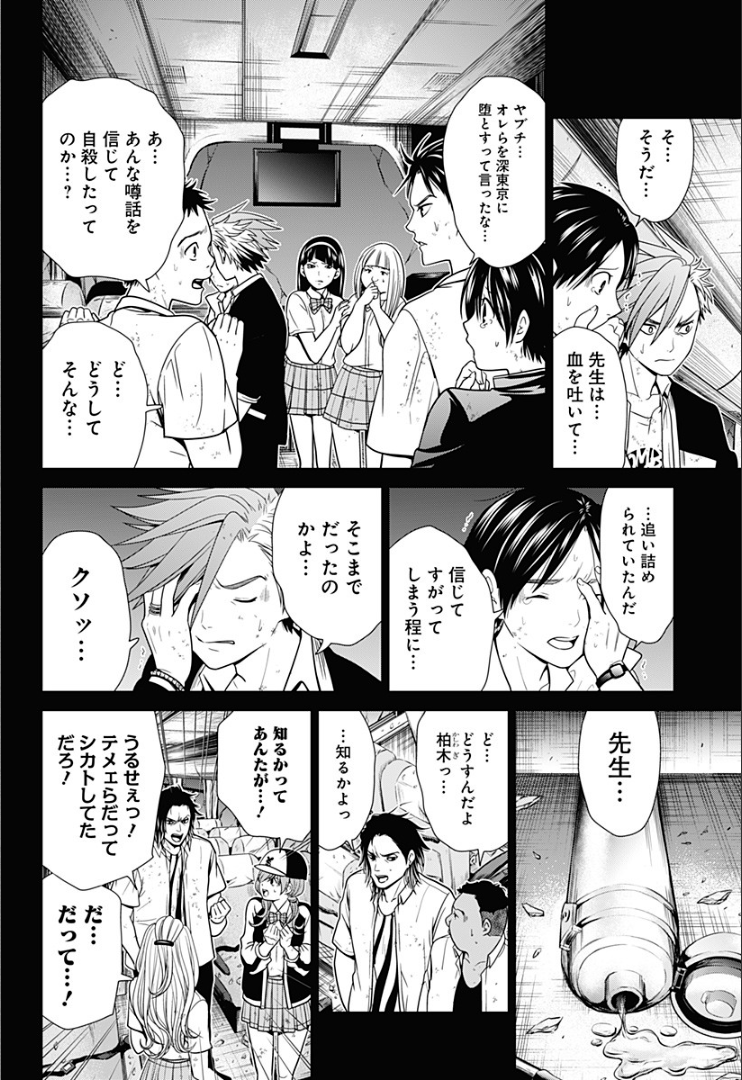 そ…
そうだ…
先生は…
血を吐いて…
ヤブチ…
オレらを深東京に
堕とすって言ったな…
あ…
あんな噂話を
信じて
自殺したって
のか…？
ど…
どうして
そんな…
…追い詰め
られていたんだ
信じて
すがって
しまう程に…
そこまで
だったの
かよ…
クソッ…
先生…
ど…
どうすんだよ
柏木っ…
かしわぎ
…知るかよっ
知るかって
あんたが…！
うるせぇっ！
テメェらだって
シカトしてた
だろ！
だ…
だって…！